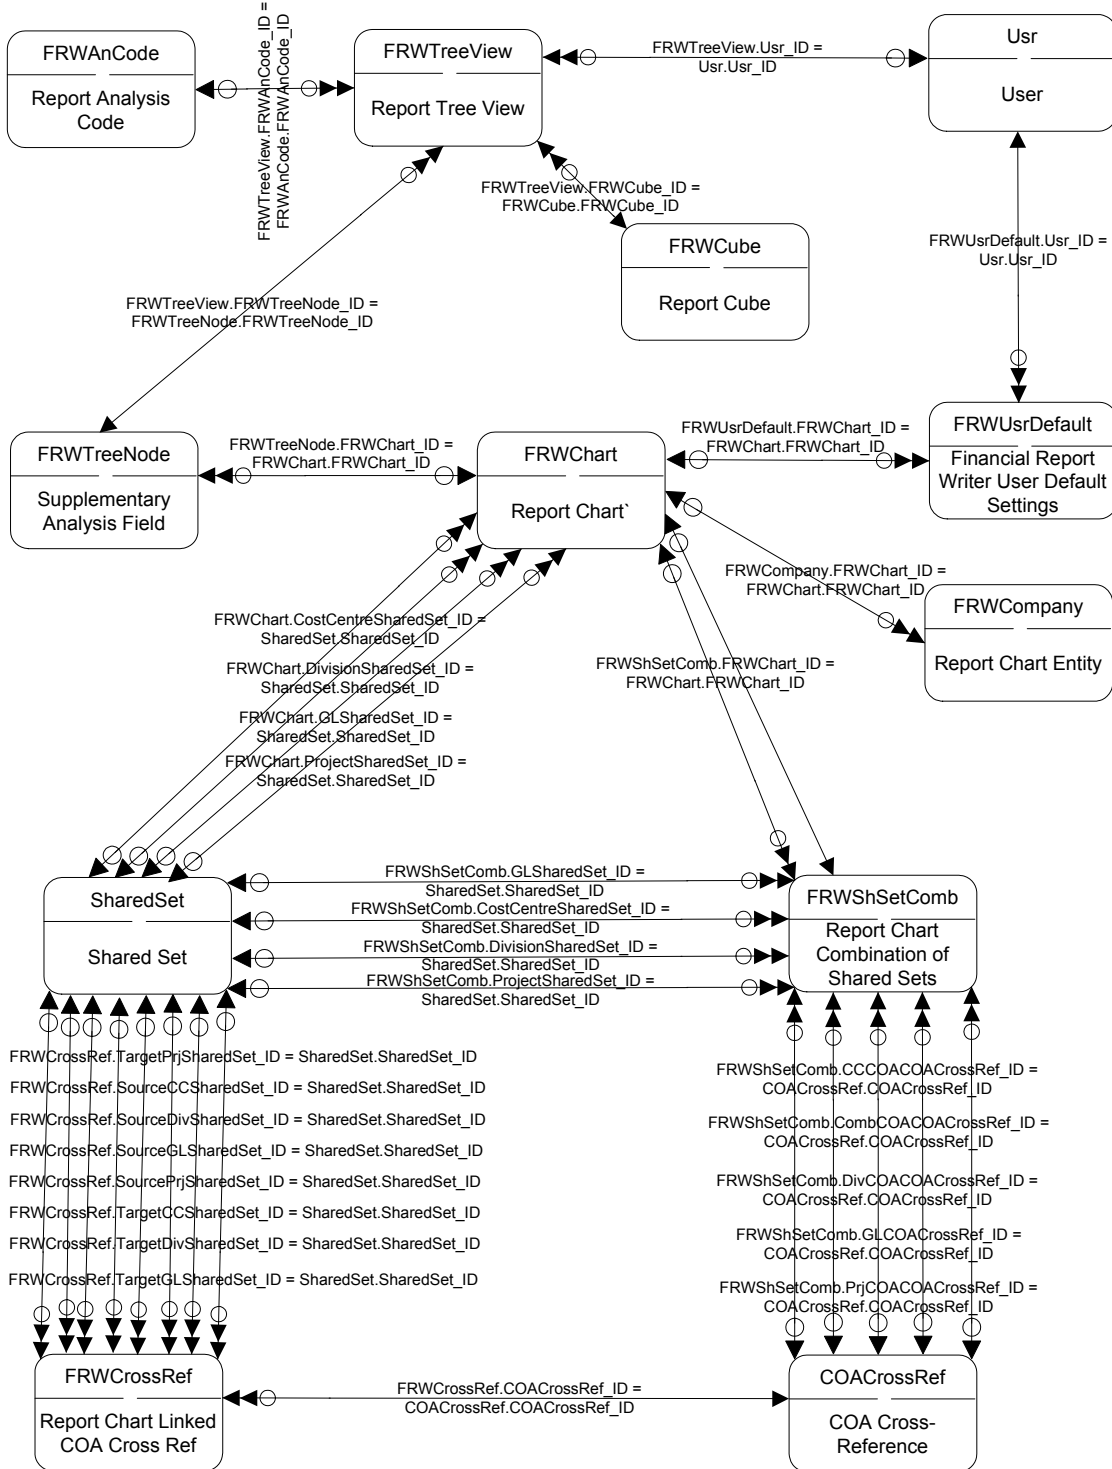 FRWAnCode
Report Analysis
Code
FRWTreeView.FRWAnCode_ID =
FRWAnCode.FRWAnCode_ID
FRWTreeView
Report Tree View
FRWTreeView.Usr_ID =
Usr.Usr_ID
Usr
User
FRWTreeView.FRWCube_ID =
FRWCube.FRWCube_ID
FRWCube
Report Cube
FRWUsrDefault.Usr_ID =
Usr.Usr_ID
FRWTreeView.FRWTreeNode_ID =
FRWTreeNode.FRWTreeNode_ID
FRWTreeNode
Supplementary
Analysis Field
FRWTreeNode.FRWChart_ID =
FRWChart.FRWChart_ID
FRWChart
Report Chart`
FRWUsrDefault.FRWChart_ID =
FRWChart.FRWChart_ID
FRWUsrDefault
Financial Report
Writer User Default
Settings
FRWCompany.FRWChart_ID =
FRWChart.FRWChart_ID
FRWCompany
Report Chart Entity
FRWChart.CostCentreSharedSet_ID =
SharedSet.SharedSet_ID
FRWChart.DivisionSharedSet_ID =
SharedSet.SharedSet_ID
FRWChart.GLSharedSet_ID =
SharedSet.SharedSet_ID
FRWChart.ProjectSharedSet_ID =
SharedSet.SharedSet_ID
FRWShSetComb.FRWChart_ID =
FRWChart.FRWChart_ID
SharedSet
Shared Set
FRWShSetComb.GLSharedSet_ID =
SharedSet.SharedSet_ID
FRWShSetComb.CostCentreSharedSet_ID =
SharedSet.SharedSet_ID
FRWShSetComb.DivisionSharedSet_ID =
SharedSet.SharedSet_ID
FRWShSetComb.ProjectSharedSet_ID =
SharedSet.SharedSet_ID
FRWShSetComb
Report Chart
Combination of
Shared Sets
FRWCrossRef.TargetPrjSharedSet_ID = SharedSet.SharedSet_ID
FRWCrossRef.SourceCCSharedSet_ID = SharedSet.SharedSet_ID
FRWCrossRef.SourceDivSharedSet_ID = SharedSet.SharedSet_ID
FRWCrossRef.SourceGLSharedSet_ID = SharedSet.SharedSet_ID
FRWCrossRef.SourcePrjSharedSet_ID = SharedSet.SharedSet_ID
FRWCrossRef.TargetCCSharedSet_ID = SharedSet.SharedSet_ID
FRWCrossRef.TargetDivSharedSet_ID = SharedSet.SharedSet_ID
FRWCrossRef.TargetGLSharedSet_ID = SharedSet.SharedSet_ID
FRWShSetComb.CCCOACOACrossRef_ID =
COACrossRef.COACrossRef_ID
FRWShSetComb.CombCOACOACrossRef_ID =
COACrossRef.COACrossRef_ID
FRWShSetComb.DivCOACOACrossRef_ID =
COACrossRef.COACrossRef_ID
FRWShSetComb.GLCOACOACrossRef_ID =
COACrossRef.COACrossRef_ID
FRWShSetComb.PrjCOACOACrossRef_ID =
COACrossRef.COACrossRef_ID
FRWCrossRef
Report Chart Linked
COA Cross Ref
FRWCrossRef.COACrossRef_ID =
COACrossRef.COACrossRef_ID
COACrossRef
COA Cross-
Reference